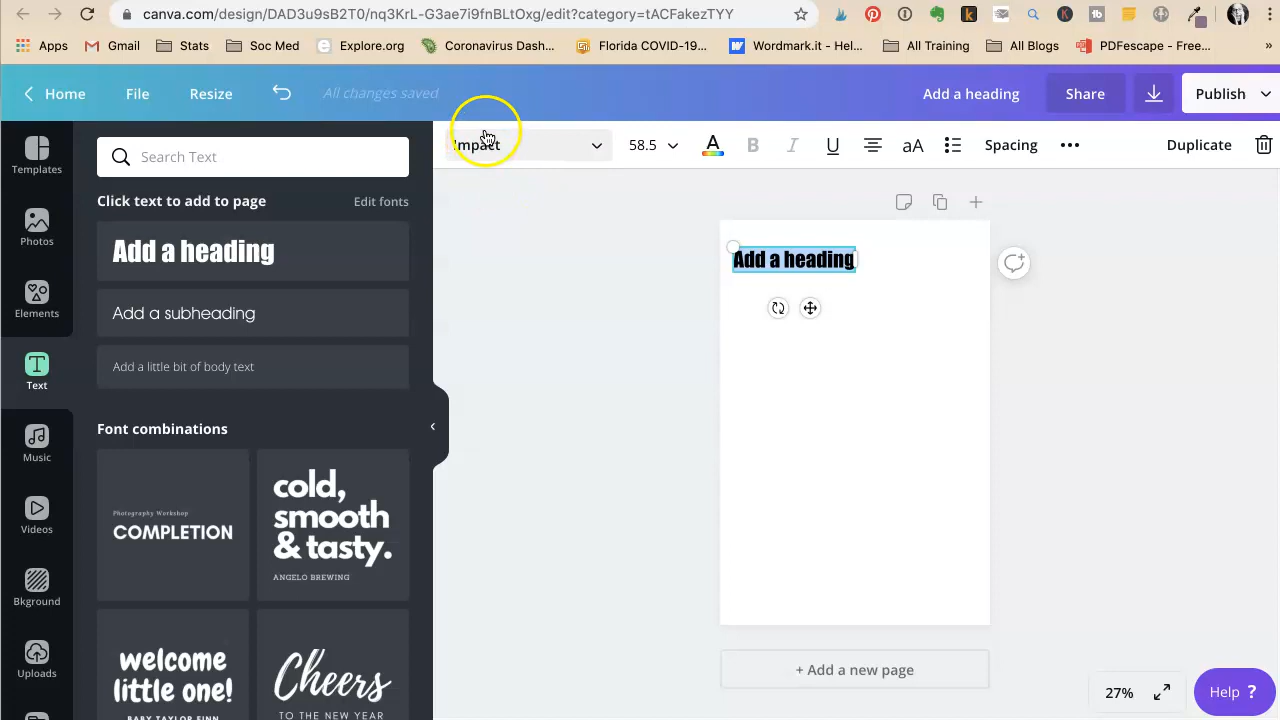 canva.com/design/DAD3u9sB2T0/nq3KrL-G3ae7i9fnBLtOxg/edit?category=tACFakezTYY
Apps Gmail Stats Soc Med Explore.org Coronavirus Dash... Florida COVID-19... Wordmark.it - Hel... All Training All Blogs PDFescape - Free... »
Home File Resize All changes saved Add a heading Share Publish
Impact 58.5 A B I U aA Spacing ••• Duplicate
Templates
Photos
Elements
Text
Music
Videos
Bkground
Uploads
Search Text
Click text to add to page Edit fonts
Add a heading
Add a subheading
Add a little bit of body text
Font combinations
Photography Workshop
COMPLETION
cold,
smooth
& tasty.
ANGELO BREWING
welcome
little one!
BABY TAYLOR FINN
Cheers
TO THE NEW YEAR
Add a heading
+ Add a new page
27%
Help ?